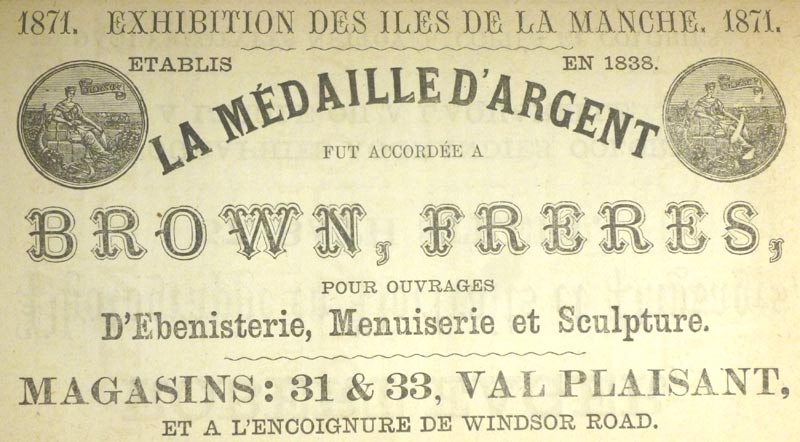 1871. EXHIBITION DES ILES DE LA MANCHE. 1871.
ETABLIS EN 1838.
LA MÉDAILLE D'ARGENT
FUT ACCORDÉE A
BROWN, FRERES,
POUR OUVRAGES
D'Ebenisterie, Menuiserie et Sculpture.
MAGASINS: 31 & 33, VAL PLAISANT,
ET A L'ENCOIGNURE DE WINDSOR ROAD.